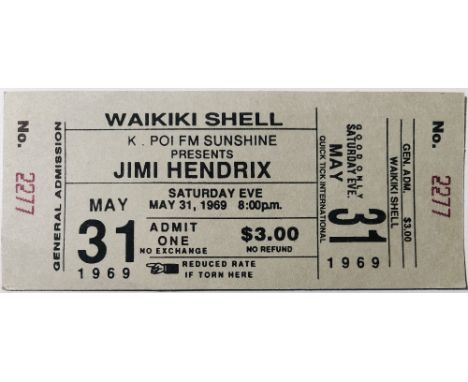 No. 2277
GENERAL ADMISSION
WAIKIKI SHELL
K . POI FM SUNSHINE
PRESENTS
JIMI HENDRIX
SATURDAY EVE
MAY 31, 1969 8:00p.m.
MAY
31
1969
ADMIT
ONE
NO EXCHANGE
$3.00
NO REFUND
REDUCED RATE
IF TORN HERE
QUICK TICK INTERNATIONAL
GOOD ONLY
SATURDAY EVE.
MAY
31
1969
GEN. ADM.
WAIKIKI SHELL
$3.00
No. 2277